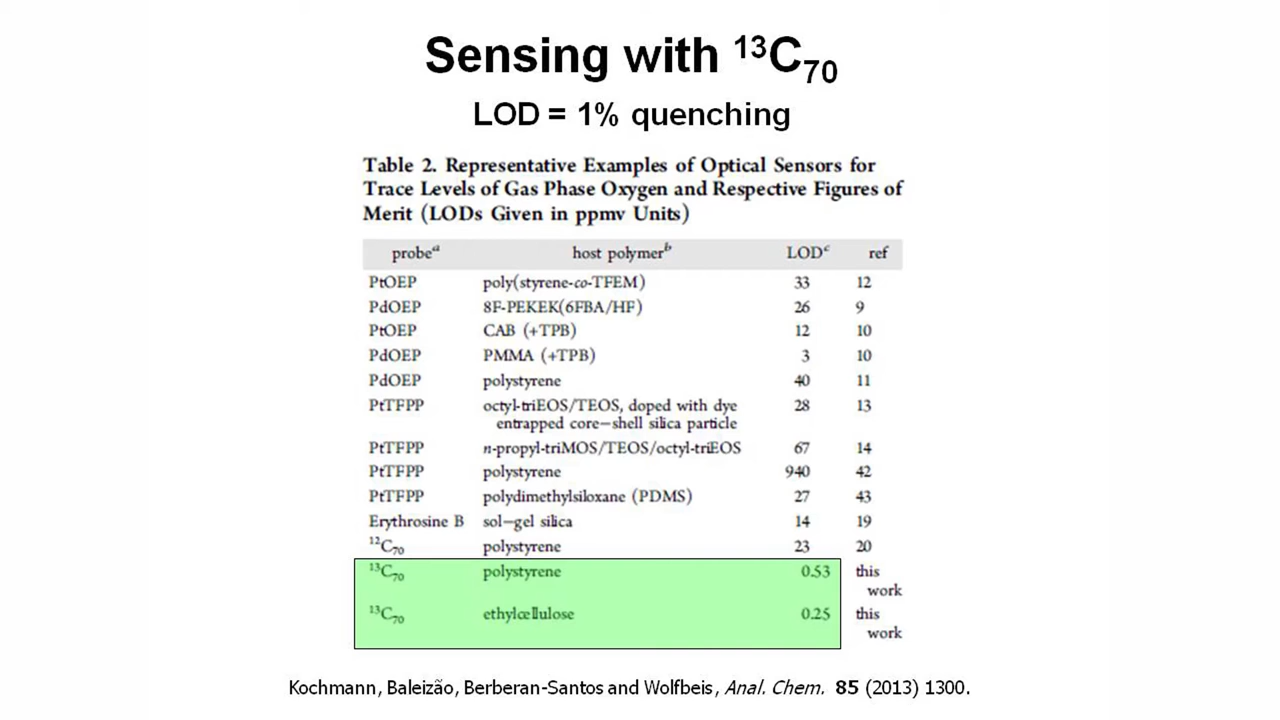 Sensing with ¹³C₇₀
LOD = 1% quenching
Table 2. Representative Examples of Optical Sensors for
Trace Levels of Gas Phase Oxygen and Respective Figures of
Merit (LODs Given in ppmv Units)
probeᵃ host polymerᵇ LODᶜ ref
PtOEP poly(styrene-co-TFEM) 33 12
PdOEP 8F-PEKEK(6FBA/HF) 26 9
PtOEP CAB (+TPB) 12 10
PdOEP PMMA (+TPB) 3 10
PdOEP polystyrene 40 11
PtTFPP octyl-triEOS/TEOS, doped with dye 28 13
entrapped core−shell silica particle
PtTFPP n-propyl-triMOS/TEOS/octyl-triEOS 67 14
PtTFPP polystyrene 940 42
PtTFPP polydimethylsiloxane (PDMS) 27 43
Erythrosine B sol−gel silica 14 19
¹²C₇₀ polystyrene 23 20
¹³C₇₀ polystyrene 0.53 this
work
¹³C₇₀ ethylcellulose 0.25 this
work
Kochmann, Baleizão, Berberan-Santos and Wolfbeis, Anal. Chem. 85 (2013) 1300.